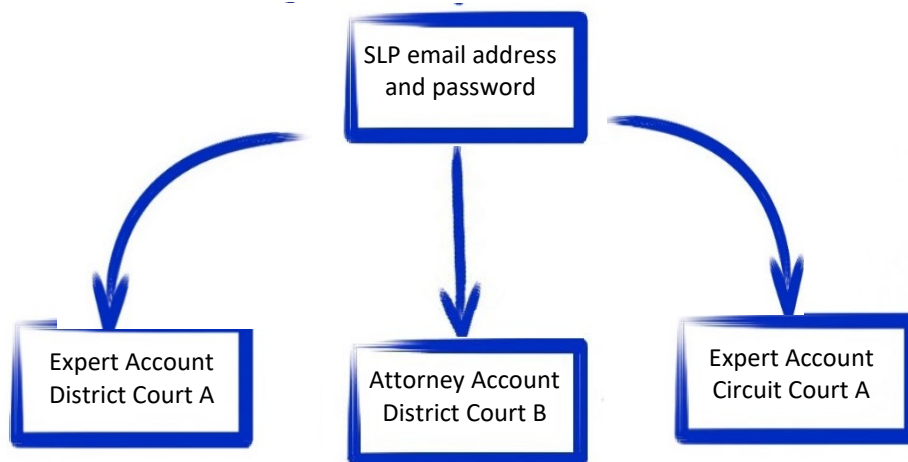 SLP email address
and password
Expert Account
District Court A
Attorney Account
District Court B
Expert Account
Circuit Court A